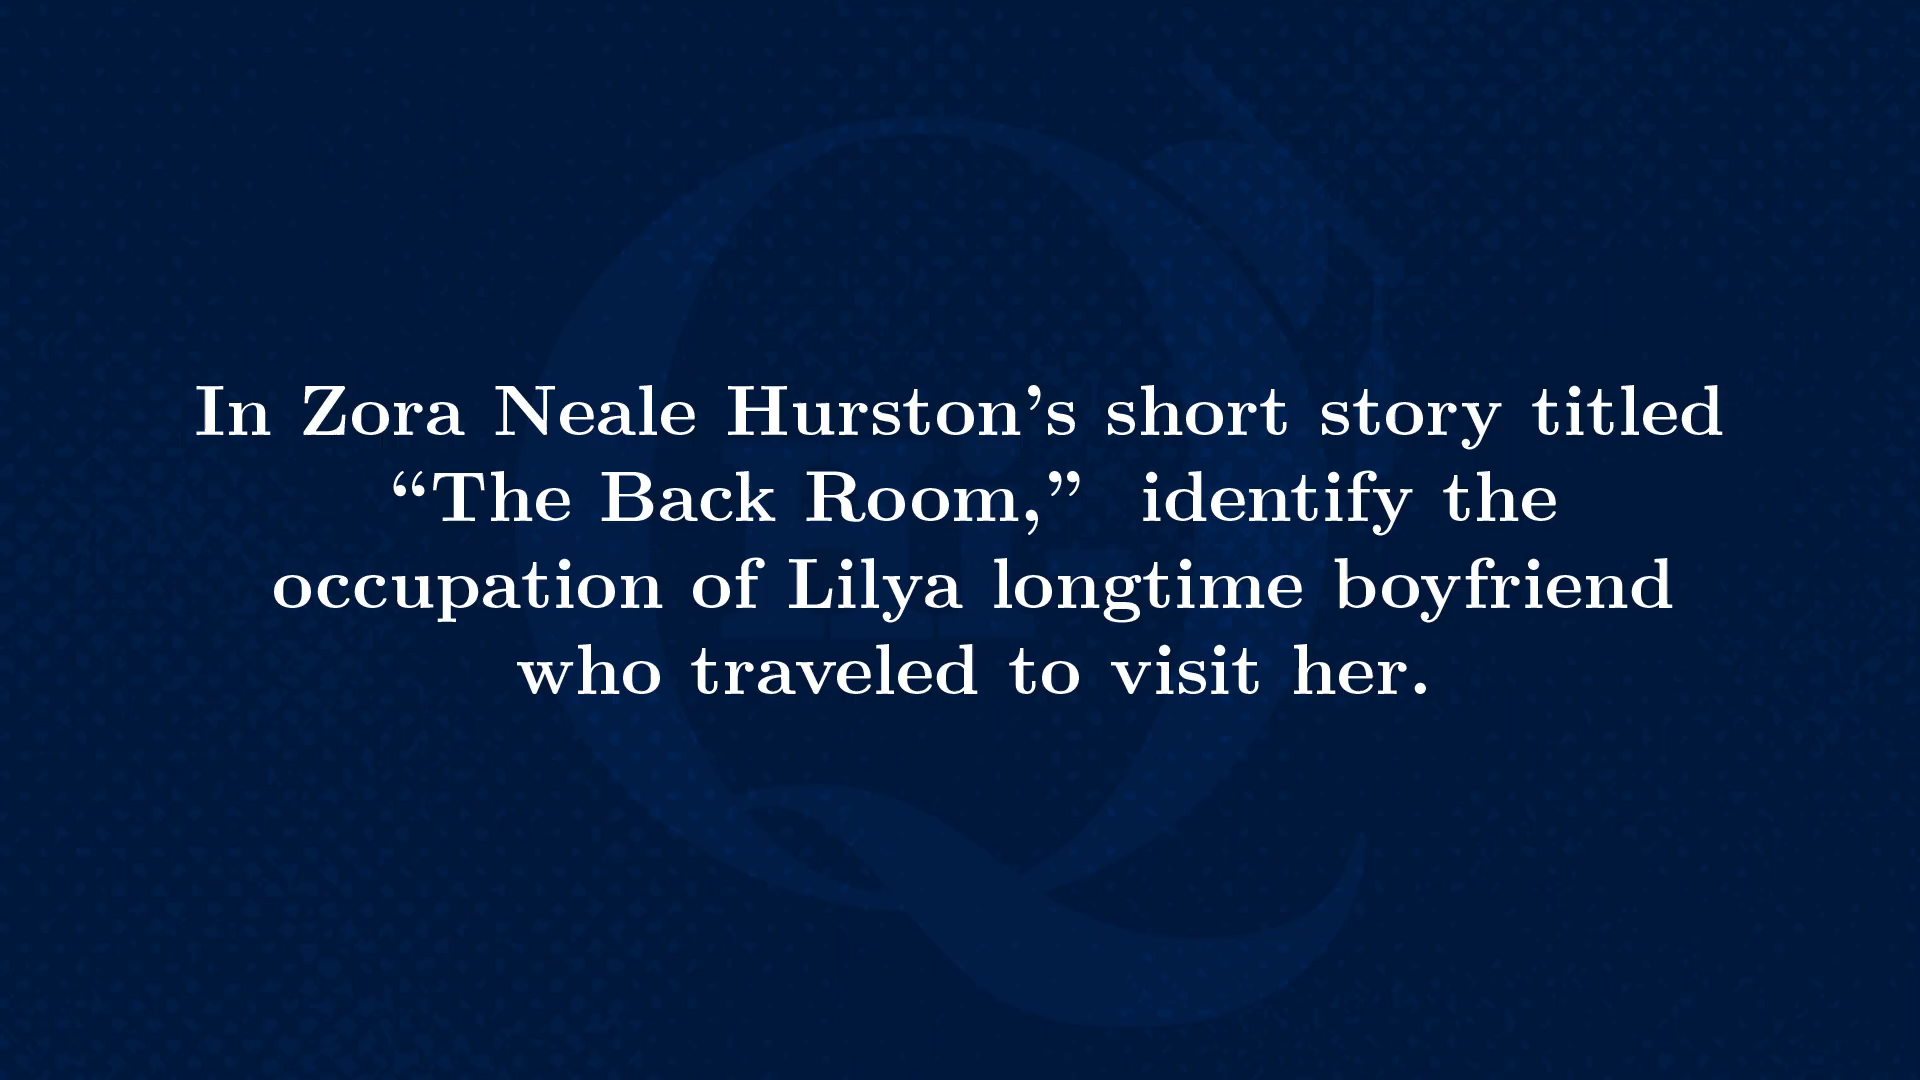 In Zora Neale Hurston’s short story titled
“The Back Room,” identify the
occupation of Lilya longtime boyfriend
who traveled to visit her.